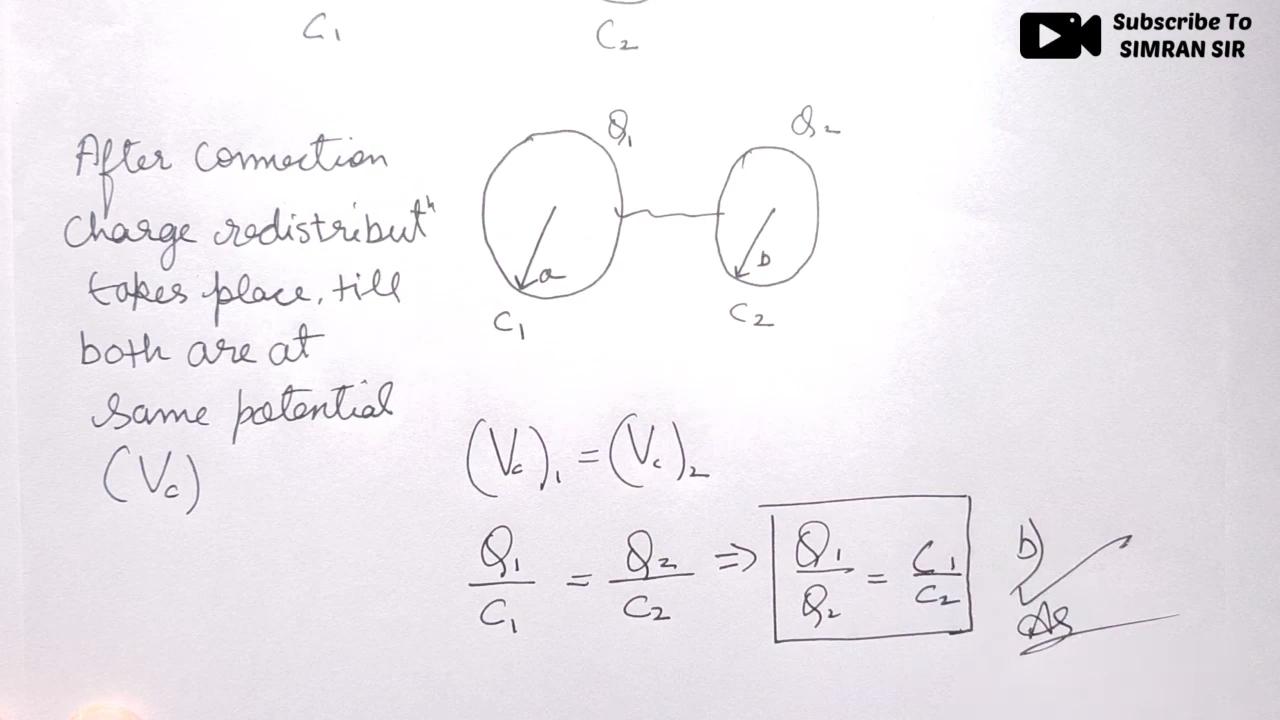 C₁ C₂
Subscribe To
SIMRAN SIR
After connection
charge redistributⁿ
takes place, till
both are at
same potential
(Vc)
Q₁ Q₂
a b
C₁ C₂
(Vc)₁ = (Vc)₂
Q₁/C₁ = Q₂/C₂ ⇒ Q₁/Q₂ = C₁/C₂ b)
As